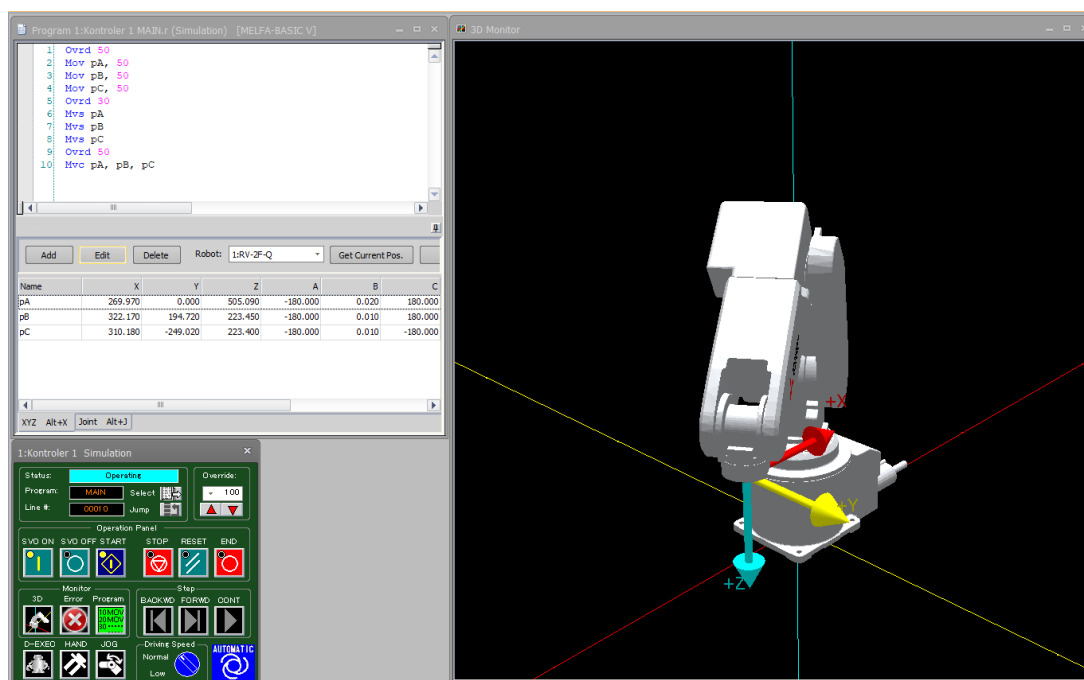 Program 1:Kontroler 1 MAIN.r (Simulation) [MELFA-BASIC V]
1 Ovrd 50
2 Mov pA, 50
3 Mov pB, 50
4 Mov pC, 50
5 Ovrd 30
6 Mvs pA
7 Mvs pB
8 Mvs pC
9 Ovrd 50
10 Mvc pA, pB, pC
Add Edit Delete Robot: 1:RV-2F-Q Get Current Pos.
Name X Y Z A B C
pA 269.970 0.000 505.090 -180.000 0.020 180.000
pB 322.170 194.720 223.450 -180.000 0.010 180.000
pC 310.180 -249.020 223.400 -180.000 0.010 -180.000
XYZ Alt+X Joint Alt+J
1:Kontroler 1 Simulation
Status: Operating Override:
Program: MAIN Select 100
Line #: 00010 Jump
Operation Panel
SVO ON SVO OFF START STOP RESET END
Monitor Step
3D Error Program BACKWD FORWD CONT
10MOV
20MOV
D-EXEC HAND JOG Driving Speed AUTOMATIC
Normal
Low
3D Monitor
+X
+Y
+Z